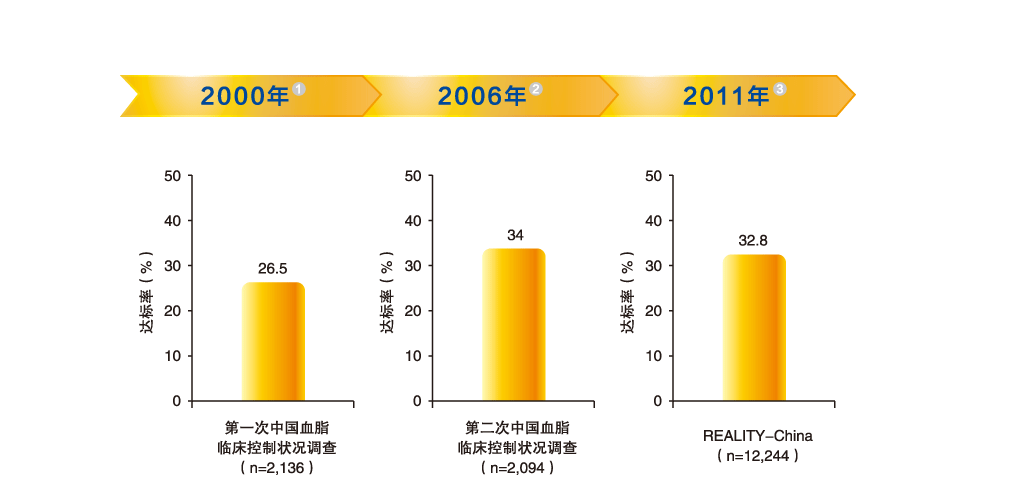 2000年①
2006年②
2011年③
50
40
30
20
10
0
达标率（%）
26.5
第一次中国血脂
临床控制状况调查
（n=2,136）
50
40
30
20
10
0
达标率（%）
34
第二次中国血脂
临床控制状况调查
（n=2,094）
50
40
30
20
10
0
达标率（%）
32.8
REALITY–China
（n=12,244）